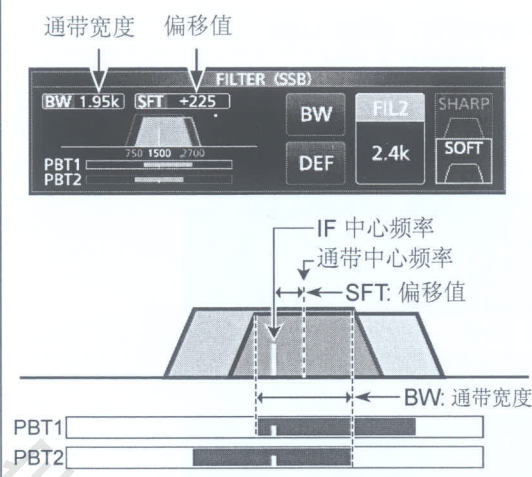 通带宽度 偏移值
FILTER (SSB)
BW 1.95k SFT +225
BW FIL2 SHARP
750 1500 2700
DEF 2.4k SOFT
PBT1
PBT2
IF 中心频率
通带中心频率
SFT: 偏移值
BW: 通带宽度
PBT1
PBT2